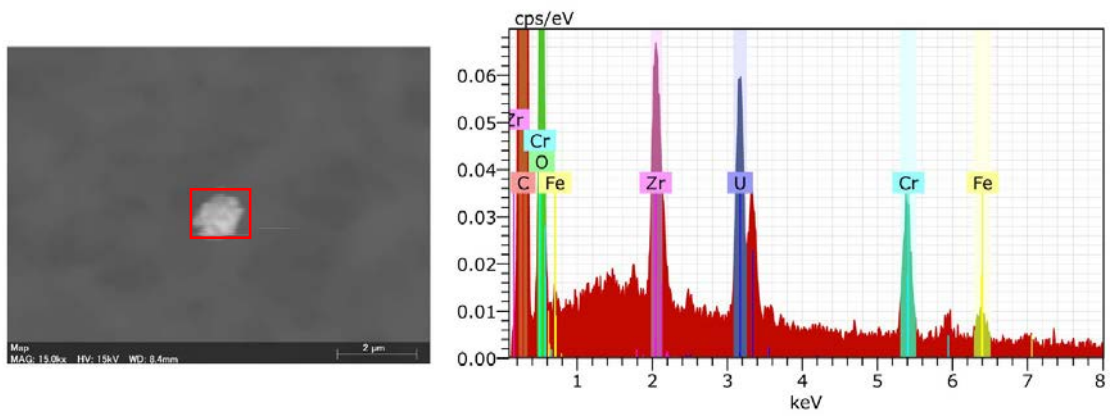 Map
MAG: 15.0kx HV: 15kV WD: 8.4mm
2 µm
cps/eV
0.06
0.05
0.04
0.03
0.02
0.01
0.00
Zr
Cr
O
C
Fe
Zr
U
Cr
Fe
1 2 3 4 5 6 7 8
keV